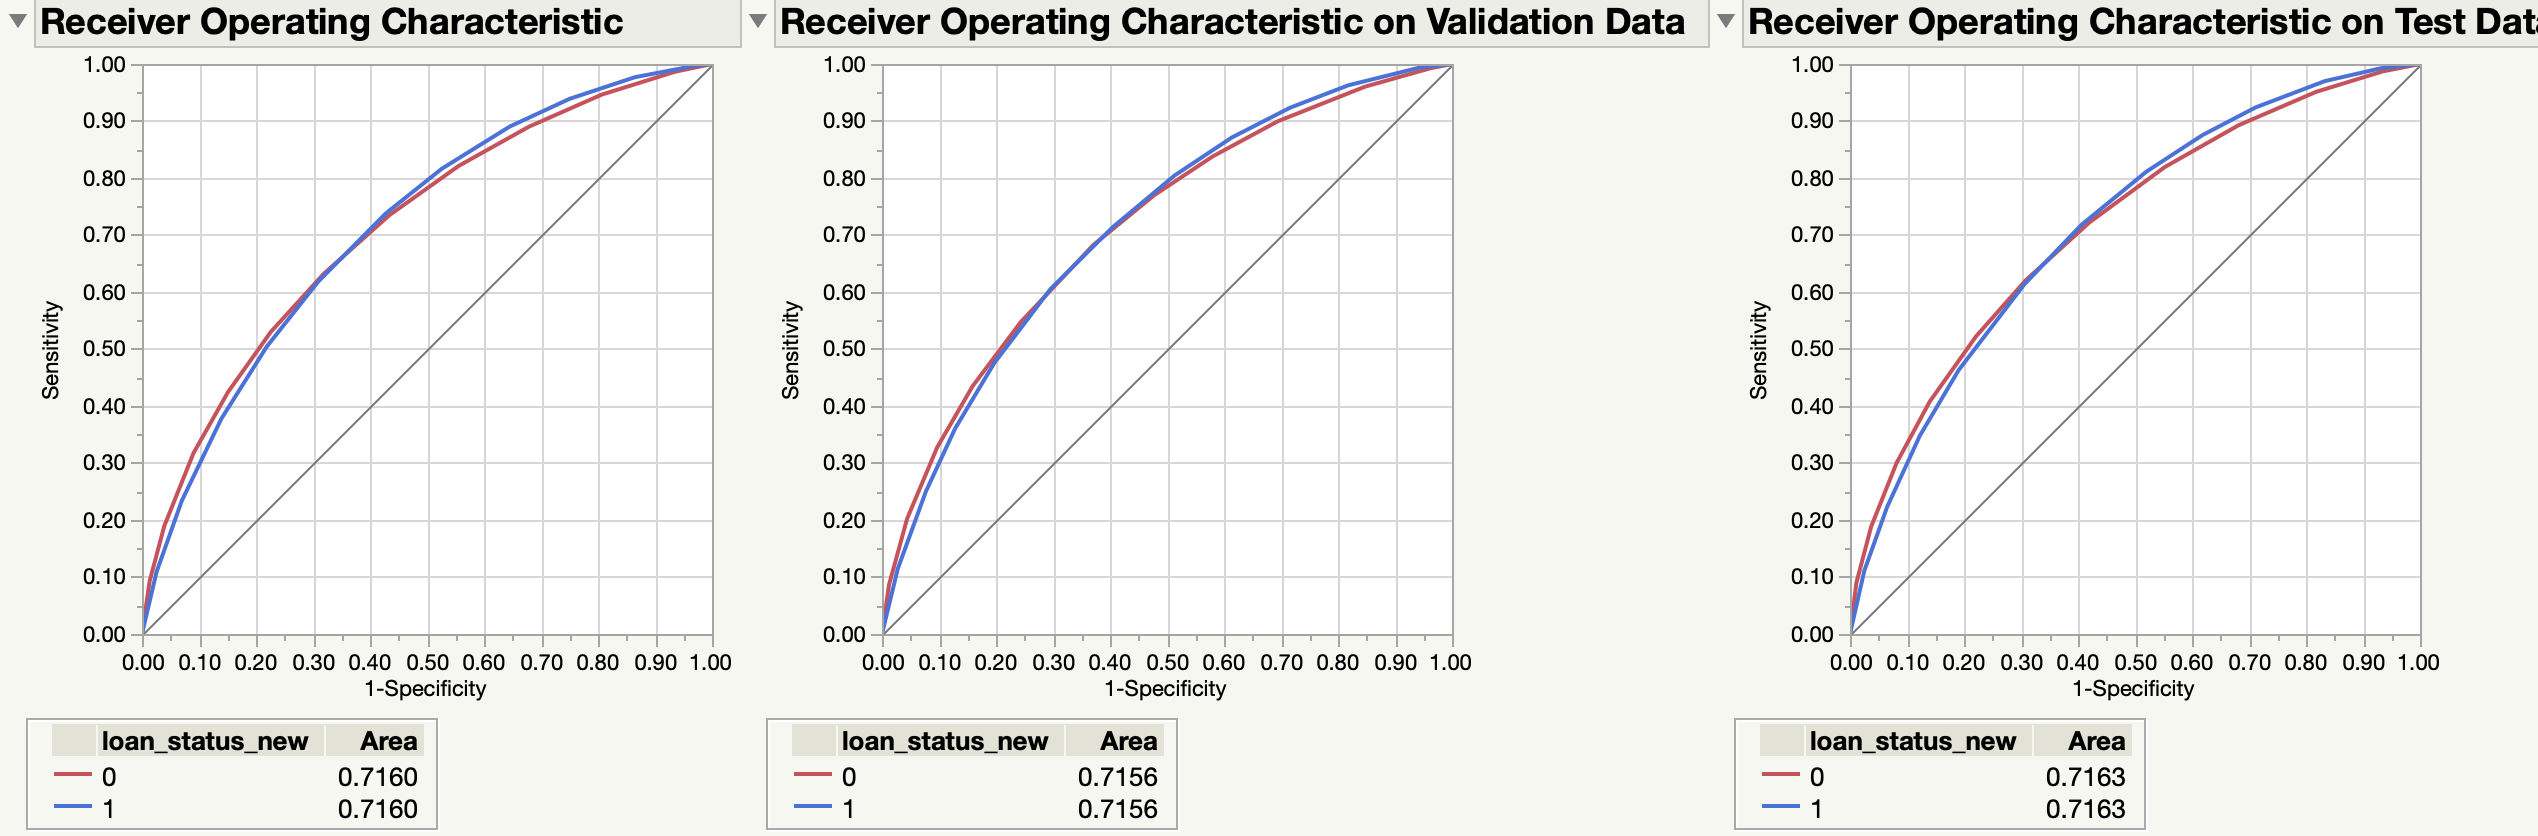 Receiver Operating Characteristic
1.00
0.90
0.80
0.70
0.60
0.50
0.40
0.30
0.20
0.10
0.00
Sensitivity
0.00 0.10 0.20 0.30 0.40 0.50 0.60 0.70 0.80 0.90 1.00
1-Specificity
loan_status_new Area
0 0.7160
1 0.7160
Receiver Operating Characteristic on Validation Data
1.00
0.90
0.80
0.70
0.60
0.50
0.40
0.30
0.20
0.10
0.00
Sensitivity
0.00 0.10 0.20 0.30 0.40 0.50 0.60 0.70 0.80 0.90 1.00
1-Specificity
loan_status_new Area
0 0.7156
1 0.7156
Receiver Operating Characteristic on Test Data
1.00
0.90
0.80
0.70
0.60
0.50
0.40
0.30
0.20
0.10
0.00
Sensitivity
0.00 0.10 0.20 0.30 0.40 0.50 0.60 0.70 0.80 0.90 1.00
1-Specificity
loan_status_new Area
0 0.7163
1 0.7163